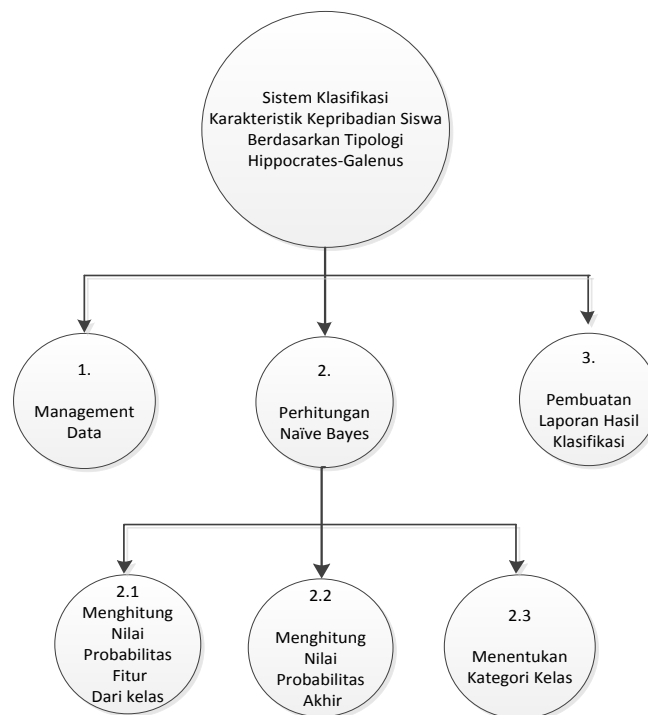 Sistem Klasifikasi
Karakteristik Kepribadian Siswa
Berdasarkan Tipologi
Hippocrates-Galenus
1.
Management
Data
2.
Perhitungan
Naïve Bayes
3.
Pembuatan
Laporan Hasil
Klasifikasi
2.1
Menghitung
Nilai
Probabilitas
Fitur
Dari kelas
2.2
Menghitung
Nilai
Probabilitas
Akhir
2.3
Menentukan
Kategori Kelas